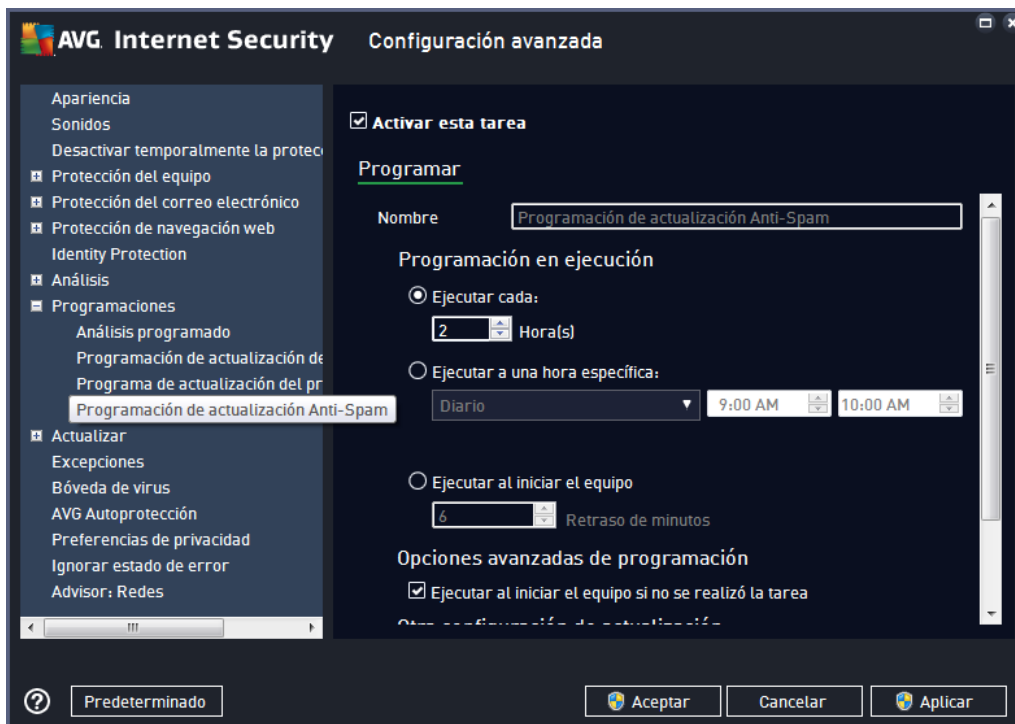 AVG. Internet Security Configuración avanzada
Apariencia
Sonidos
Desactivar temporalmente la protec
Protección del equipo
Protección del correo electrónico
Protección de navegación web
Identity Protection
Análisis
Programaciones
Análisis programado
Programación de actualización de
Programa de actualización del pr
Programación de actualización Anti-Spam
Actualizar
Excepciones
Bóveda de virus
AVG Autoprotección
Preferencias de privacidad
Ignorar estado de error
Advisor: Redes
Activar esta tarea
Programar
Nombre Programación de actualización Anti-Spam
Programación en ejecución
Ejecutar cada:
2 Hora(s)
Ejecutar a una hora específica:
Diario 9:00 AM 10:00 AM
Ejecutar al iniciar el equipo
6 Retraso de minutos
Opciones avanzadas de programación
Ejecutar al iniciar el equipo si no se realizó la tarea
Otra configuración de actualización
? Predeterminado Aceptar Cancelar Aplicar